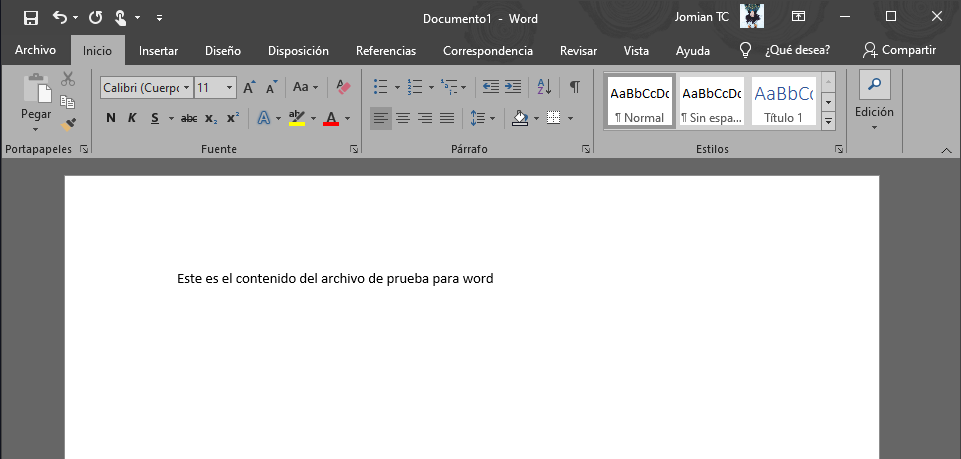 Documento1 - Word
Jomian TC
Archivo Inicio Insertar Diseño Disposición Referencias Correspondencia Revisar Vista Ayuda ¿Qué desea? Compartir
Calibri (Cuerpo 11 Aa
Pegar
N K S abc x₂ x² A ab A
AaBbCcDc AaBbCcDc AaBbCc
¶ Normal ¶ Sin espa... Título 1
Edición
Portapapeles Fuente Párrafo Estilos
Este es el contenido del archivo de prueba para word